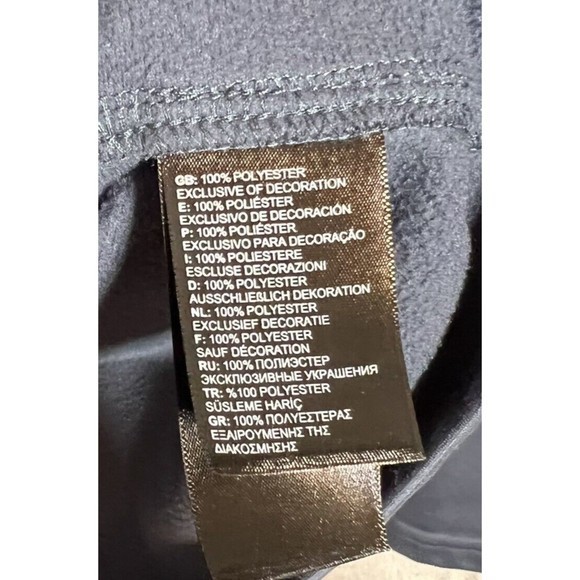 GB: 100% POLYESTER
EXCLUSIVE OF DECORATION
E: 100% POLIÉSTER
EXCLUSIVO DE DECORACIÓN
P: 100% POLIÉSTER
EXCLUSIVO PARA DECORAÇÃO
I: 100% POLIESTERE
ESCLUSE DECORAZIONI
D: 100% POLYESTER
AUSSCHLIEẞLICH DEKORATION
NL: 100% POLYESTER
EXCLUSIEF DECORATIE
F: 100% POLYESTER
SAUF DÉCORATION
RU: 100% ПОЛИЭСТЕР
ЭКСКЛЮЗИВНЫЕ УКРАШЕНИЯ
TR: %100 POLYESTER
SÜSLEME HARİÇ
GR: 100% ΠΟΛΥΕΣΤΕΡΑΣ
ΕΞΑΙΡΟΥΜΕΝΗΣ ΤΗΣ
ΔΙΑΚΟΣΜΗΣΗΣ